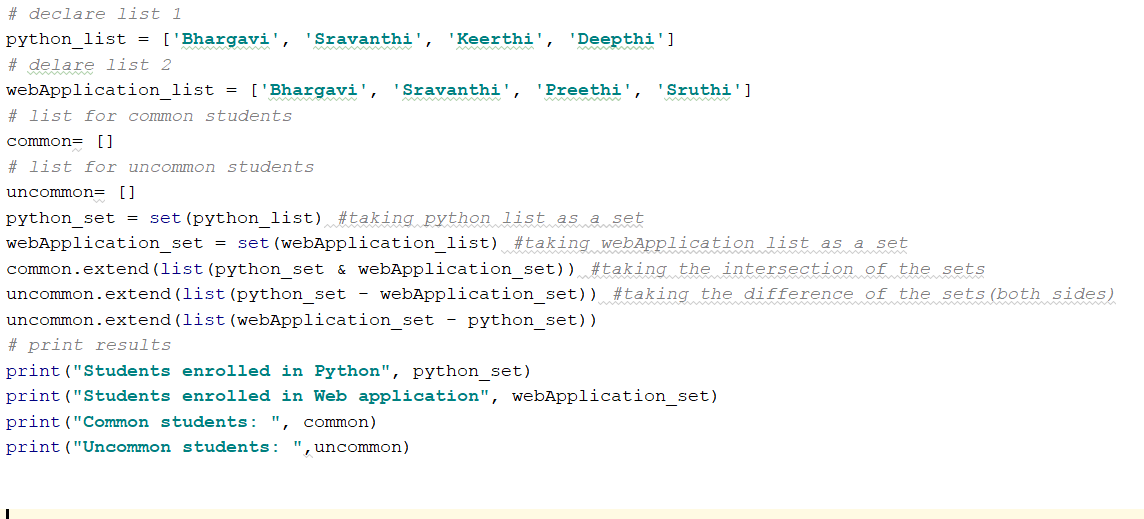 # declare list 1
python_list = ['Bhargavi', 'Sravanthi', 'Keerthi', 'Deepthi']
# delare list 2
webApplication_list = ['Bhargavi', 'Sravanthi', 'Preethi', 'Sruthi']
# list for common students
common= []
# list for uncommon students
uncommon= []
python_set = set(python_list) #taking python list as a set
webApplication_set = set(webApplication_list) #taking webApplication list as a set
common.extend(list(python_set & webApplication_set)) #taking the intersection of the sets
uncommon.extend(list(python_set - webApplication_set)) #taking the difference of the sets(both sides)
uncommon.extend(list(webApplication_set - python_set))
# print results
print("Students enrolled in Python", python_set)
print("Students enrolled in Web application", webApplication_set)
print("Common students: ", common)
print("Uncommon students: ",uncommon)